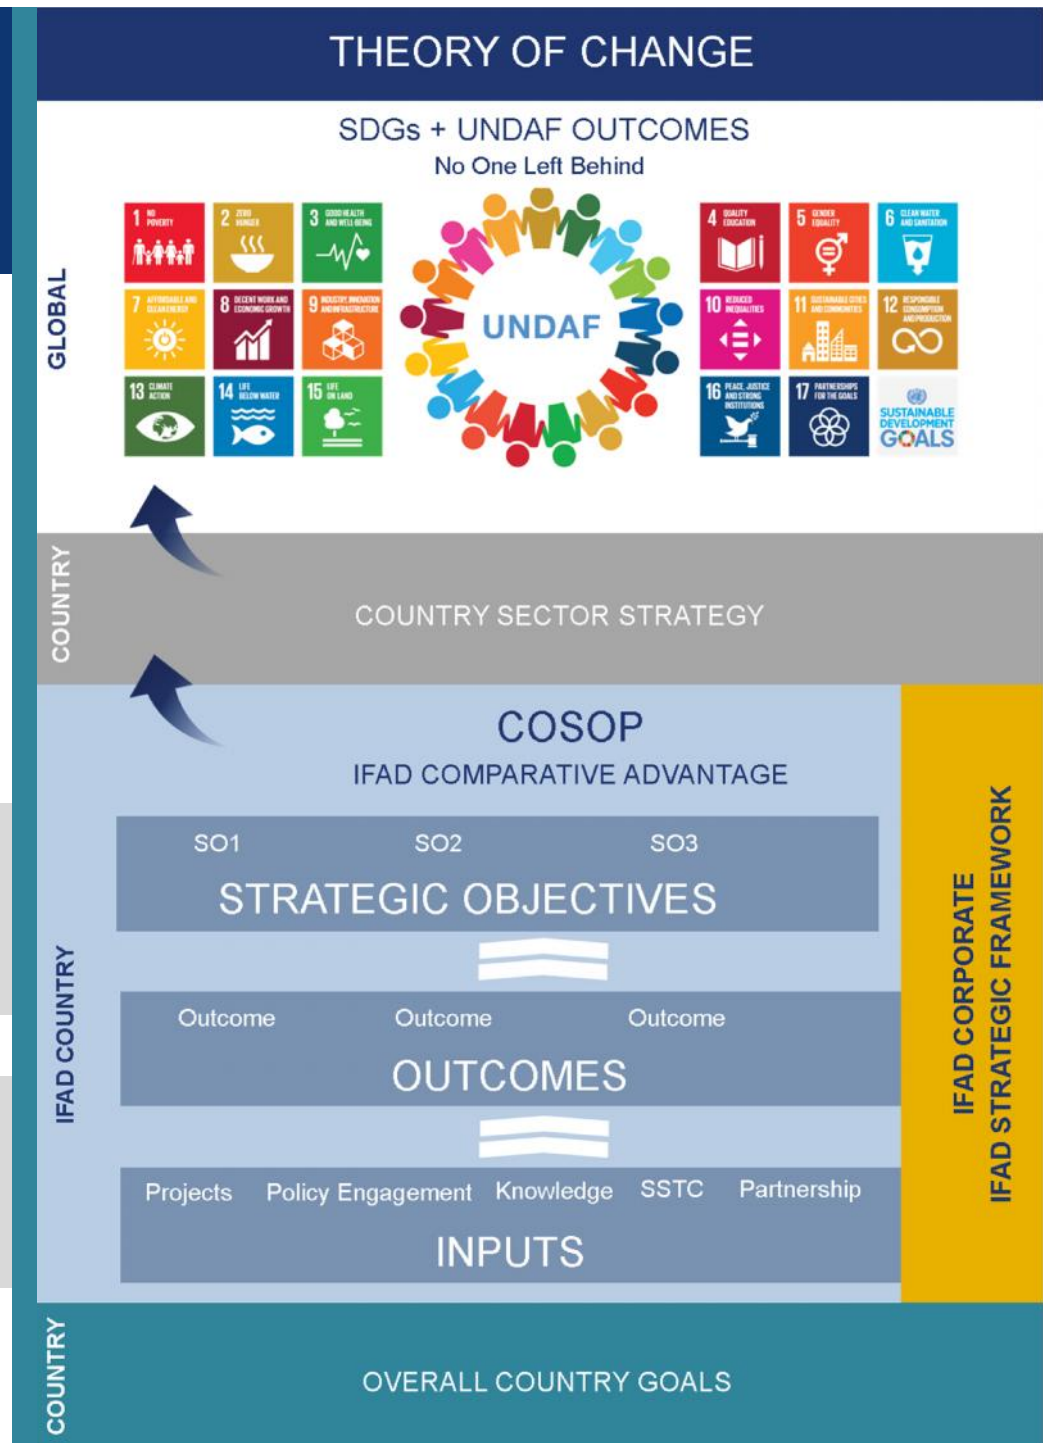 THEORY OF CHANGE
SDGs + UNDAF OUTCOMES
No One Left Behind
GLOBAL
1 NO
POVERTY
2 ZERO
HUNGER
3 GOOD HEALTH
AND WELL-BEING
7 AFFORDABLE AND
CLEAN ENERGY
8 DECENT WORK AND
ECONOMIC GROWTH
9 INDUSTRY, INNOVATION
AND INFRASTRUCTURE
13 CLIMATE
ACTION
14 LIFE
BELOW WATER
15 LIFE
ON LAND
UNDAF
4 QUALITY
EDUCATION
5 GENDER
EQUALITY
6 CLEAN WATER
AND SANITATION
10 REDUCED
INEQUALITIES
11 SUSTAINABLE CITIES
AND COMMUNITIES
12 RESPONSIBLE
CONSUMPTION
AND PRODUCTION
16 PEACE, JUSTICE
AND STRONG
INSTITUTIONS
17 PARTNERSHIPS
FOR THE GOALS
SUSTAINABLE
DEVELOPMENT
GOALS
COUNTRY
COUNTRY SECTOR STRATEGY
IFAD COUNTRY
COSOP
IFAD COMPARATIVE ADVANTAGE
SO1 SO2 SO3
STRATEGIC OBJECTIVES
Outcome Outcome Outcome
OUTCOMES
Projects Policy Engagement Knowledge SSTC Partnership
INPUTS
IFAD CORPORATE
IFAD STRATEGIC FRAMEWORK
COUNTRY
OVERALL COUNTRY GOALS